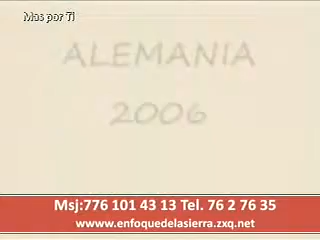 Mas por Ti
ALEMANIA
2006
Msj:776 101 43 13 Tel. 76 2 76 35
www.enfoquedelasierra.zxq.net